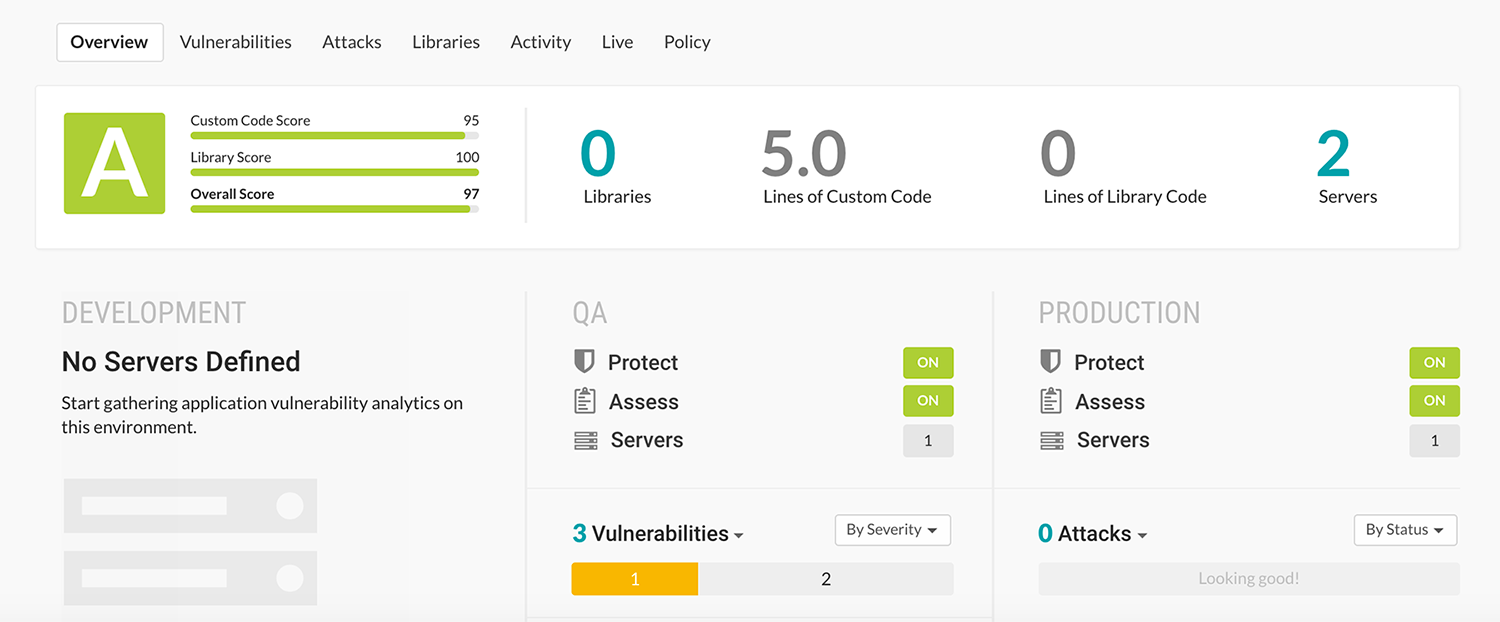 Overview Vulnerabilities Attacks Libraries Activity Live Policy
A
Custom Code Score 95
Library Score 100
Overall Score 97
0
Libraries
5.0
Lines of Custom Code
0
Lines of Library Code
2
Servers
DEVELOPMENT
No Servers Defined
Start gathering application vulnerability analytics on
this environment.
QA
Protect ON
Assess ON
Servers 1
3 Vulnerabilities By Severity
1 2
PRODUCTION
Protect ON
Assess ON
Servers 1
0 Attacks By Status
Looking good!